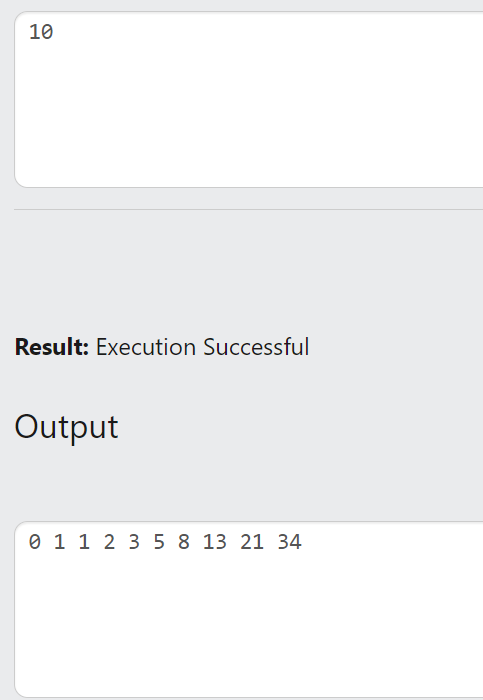 10
Result: Execution Successful
Output
0 1 1 2 3 5 8 13 21 34